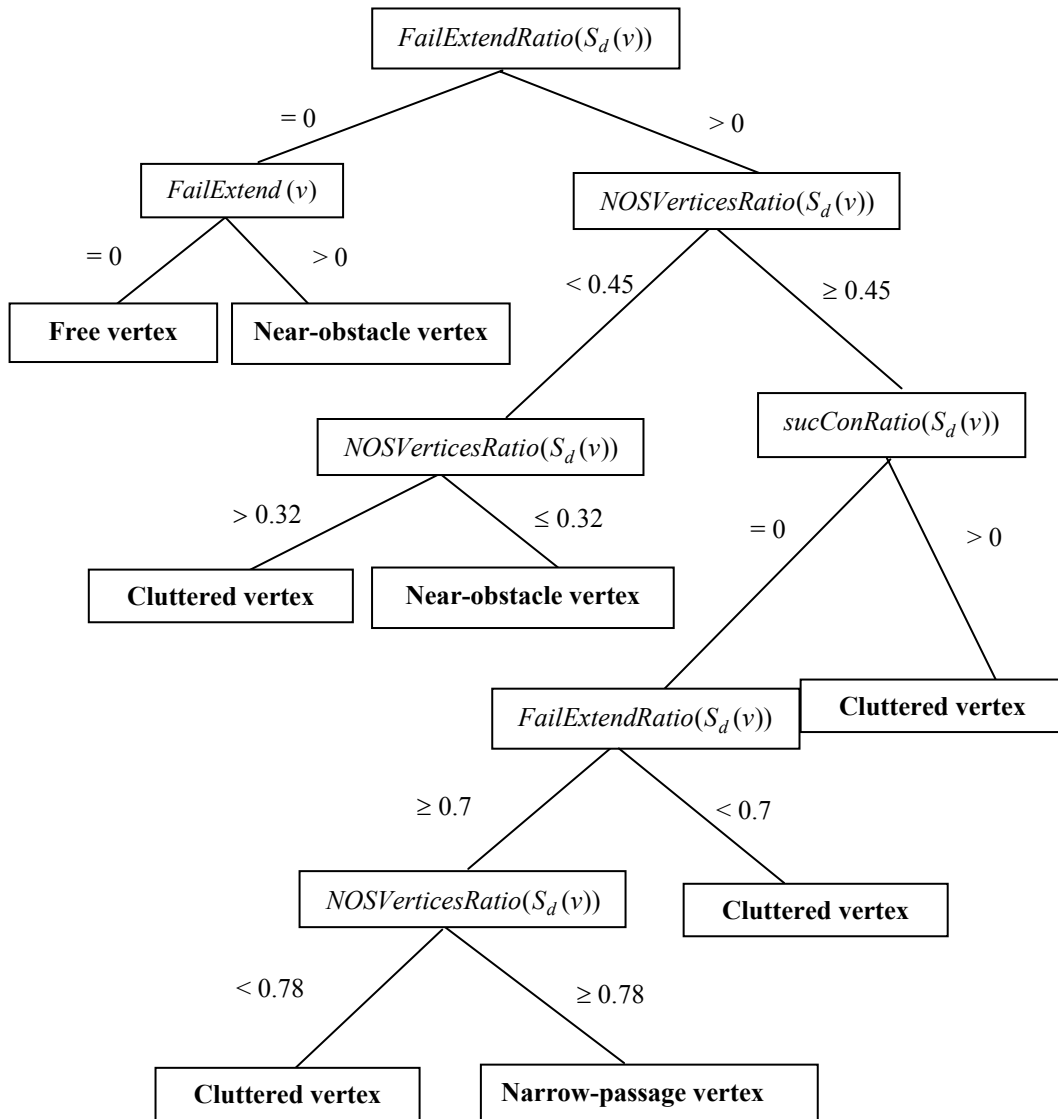 FailExtendRatio(S_d(v))
= 0
> 0
FailExtend (v)
NOSVerticesRatio(S_d(v))
= 0
> 0
< 0.45
≥ 0.45
Free vertex
Near-obstacle vertex
sucConRatio(S_d(v))
NOSVerticesRatio(S_d(v))
> 0.32
≤ 0.32
= 0
> 0
Cluttered vertex
Near-obstacle vertex
FailExtendRatio(S_d(v))
Cluttered vertex
≥ 0.7
< 0.7
NOSVerticesRatio(S_d(v))
Cluttered vertex
< 0.78
≥ 0.78
Cluttered vertex
Narrow-passage vertex